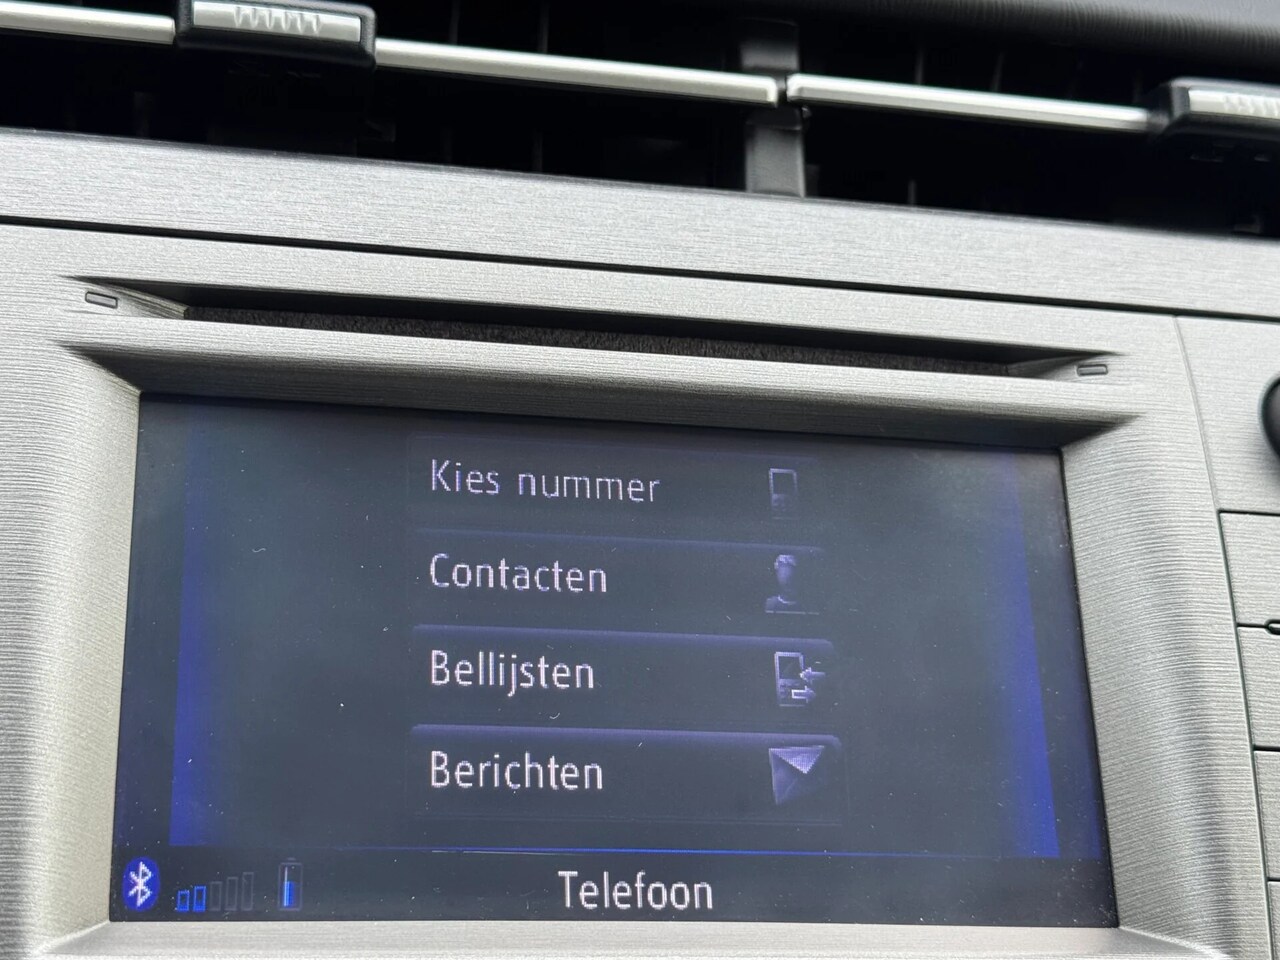 Kies nummer
Contacten
Bellijsten
Berichten
Telefoon